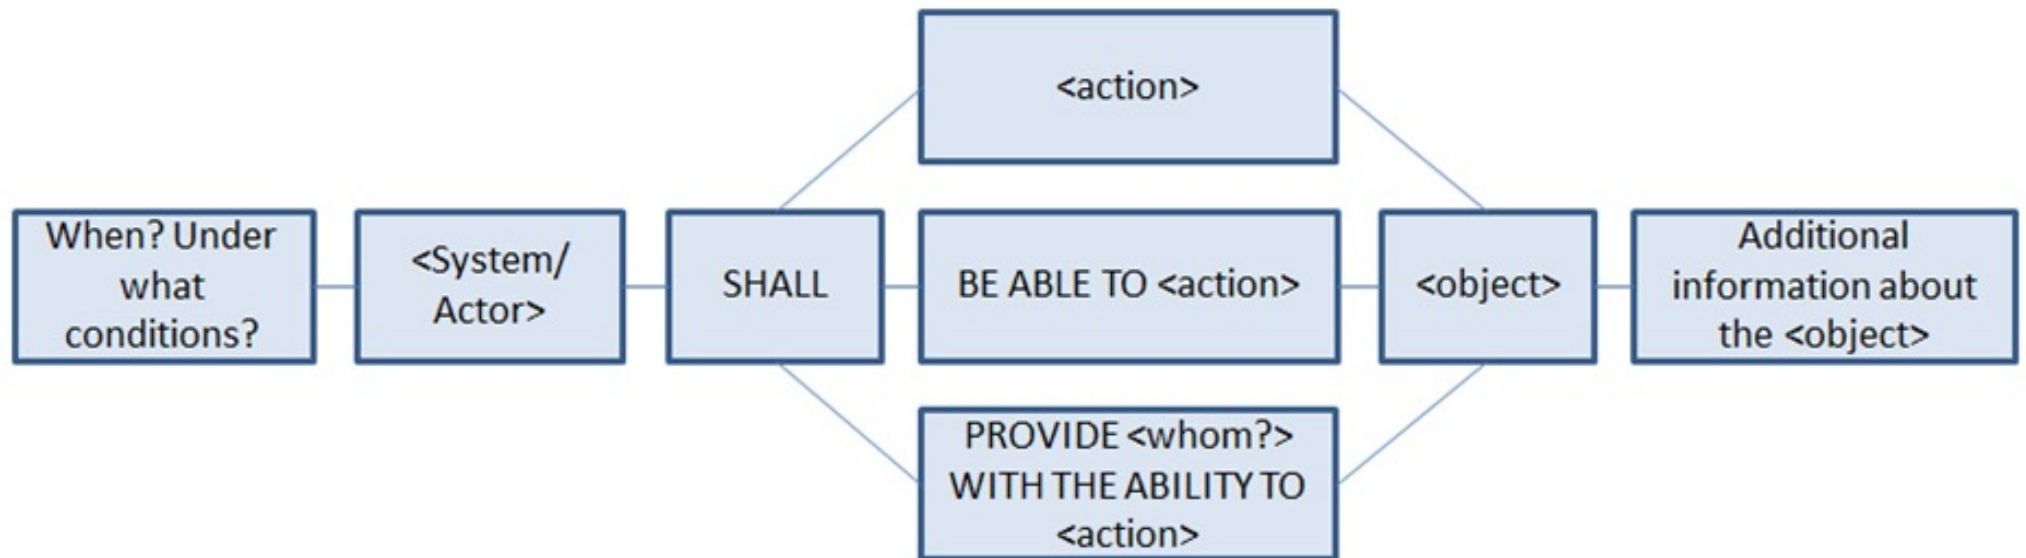 <action>
When? Under
what
conditions?
<System/
Actor>
SHALL
BE ABLE TO <action>
<object>
Additional
information about
the <object>
PROVIDE <whom?>
WITH THE ABILITY TO
<action>